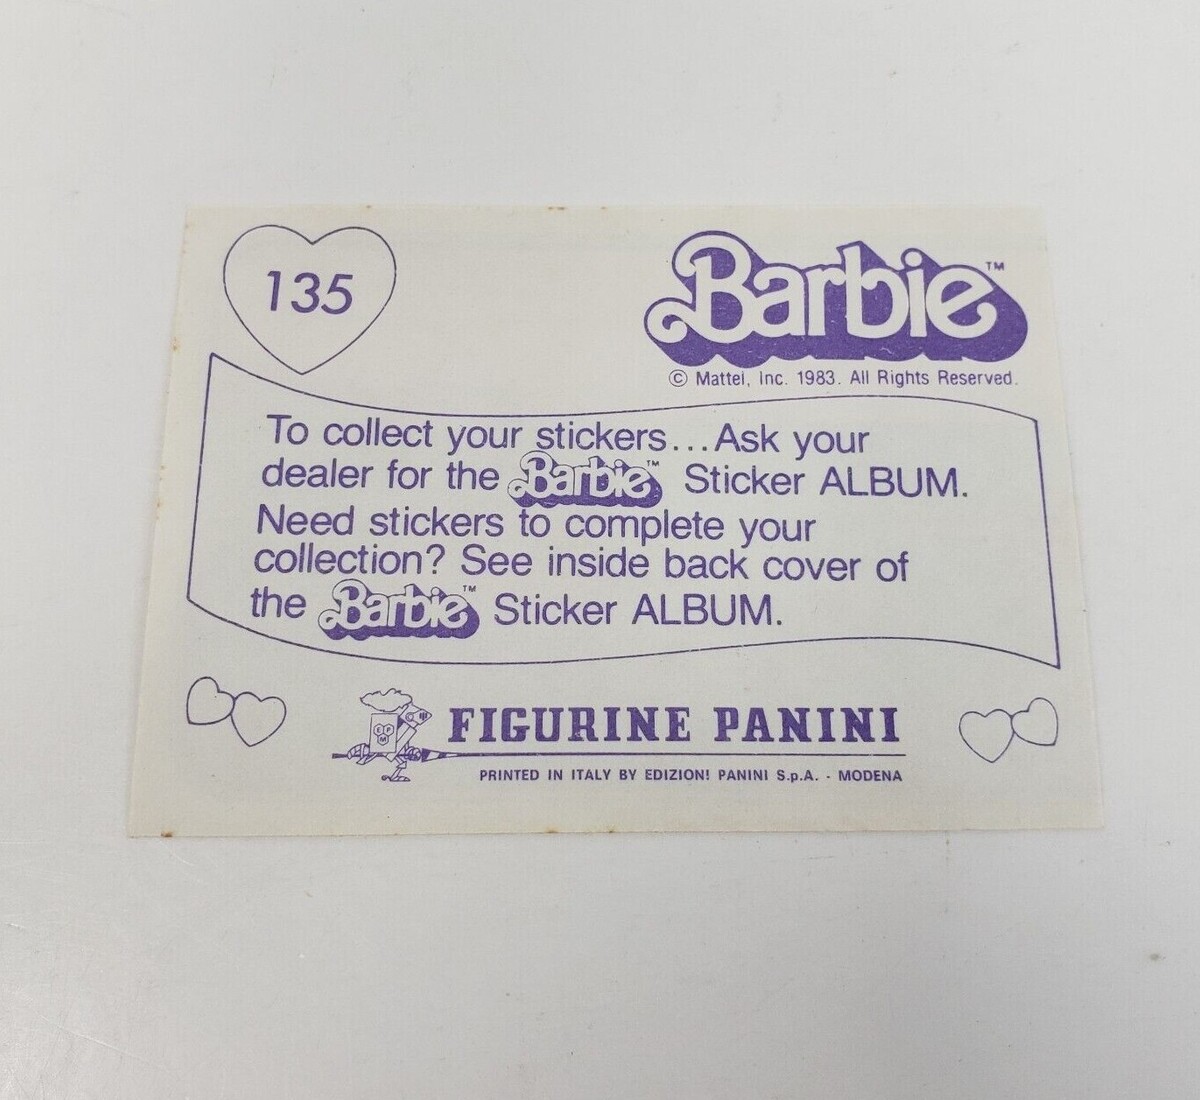 135
Barbie™
© Mattel, Inc. 1983. All Rights Reserved.
To collect your stickers...Ask your
dealer for the Barbie™ Sticker ALBUM.
Need stickers to complete your
collection? See inside back cover of
the Barbie™ Sticker ALBUM.
EPM
FIGURINE PANINI
PRINTED IN ITALY BY EDIZIONI PANINI S.p.A. - MODENA